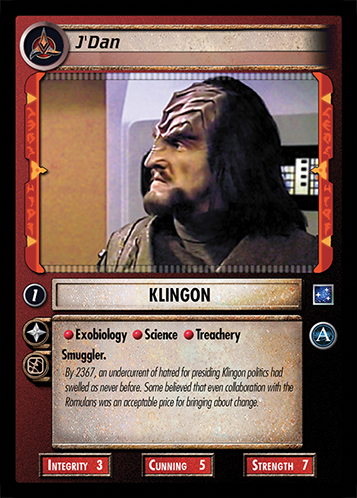 J'Dan
1
KLINGON
Exobiology Science Treachery
A
Smuggler.
By 2367, an undercurrent of hatred for presiding Klingon politics had
swelled as never before. Some believed that even collaboration with the
Romulans was an acceptable price for bringing about change.
INTEGRITY 3 CUNNING 5 STRENGTH 7